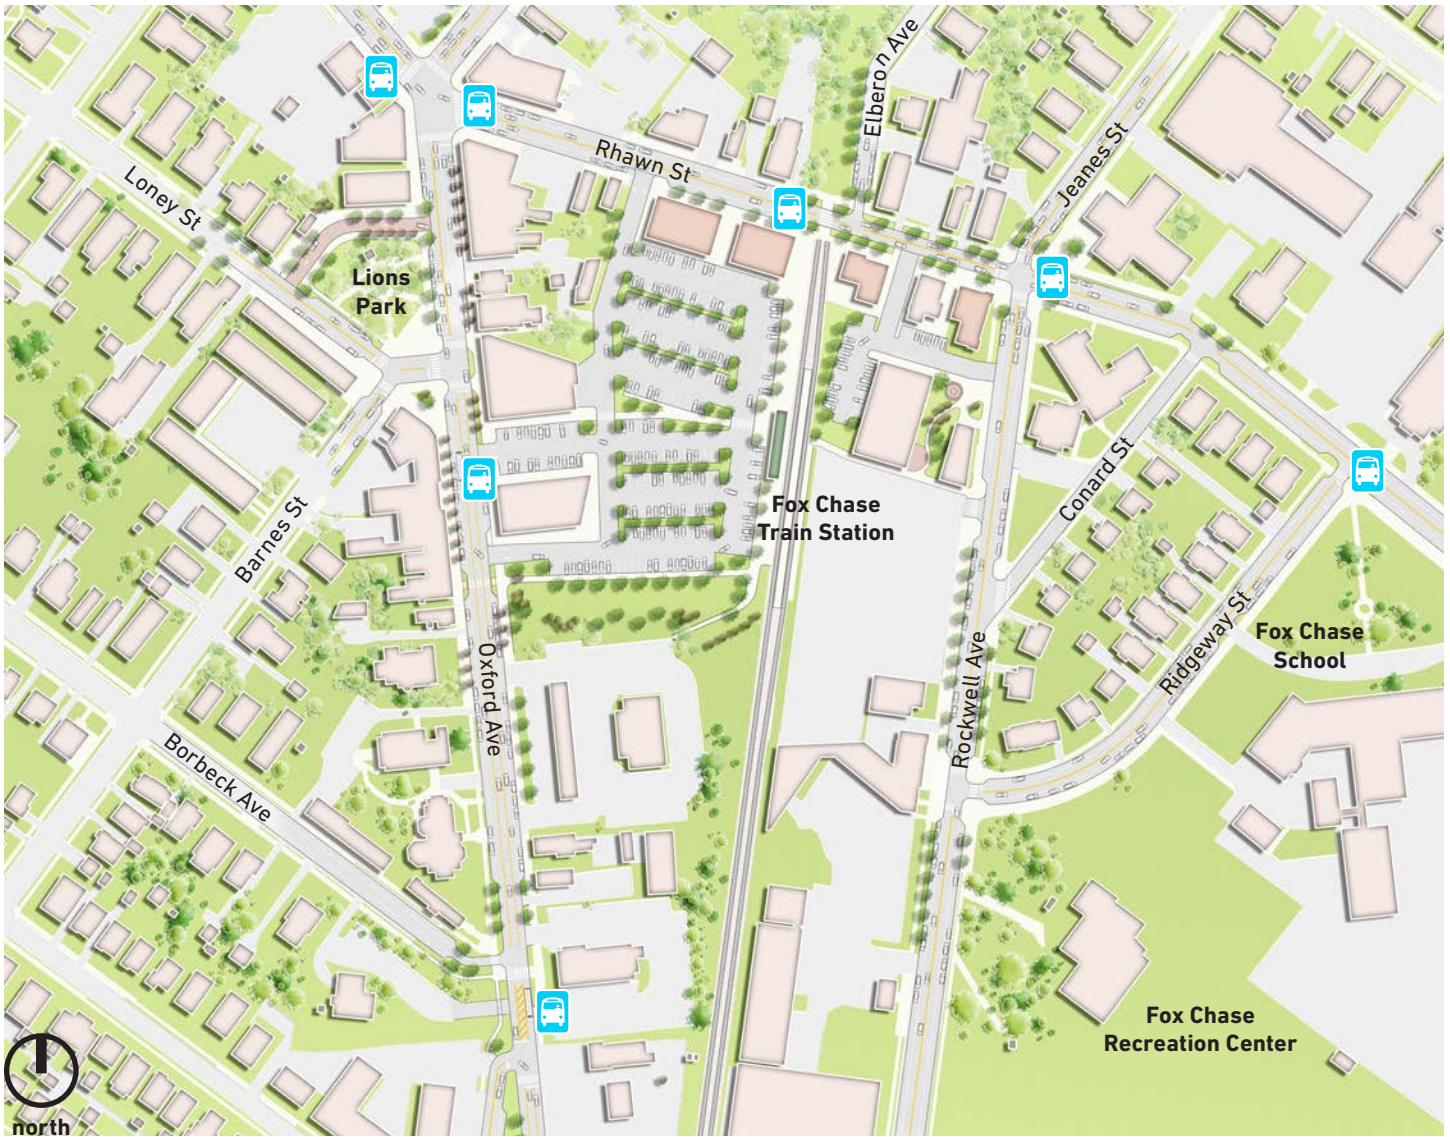 Elberon Ave
Rhawn St
Jeanes St
Loney St
Lions
Park
Conard St
Fox Chase
Train Station
Barnes St
Ridgeway St
Fox Chase
School
Oxford Ave
Rockwell Ave
Borbeck Ave
Fox Chase
Recreation Center
north